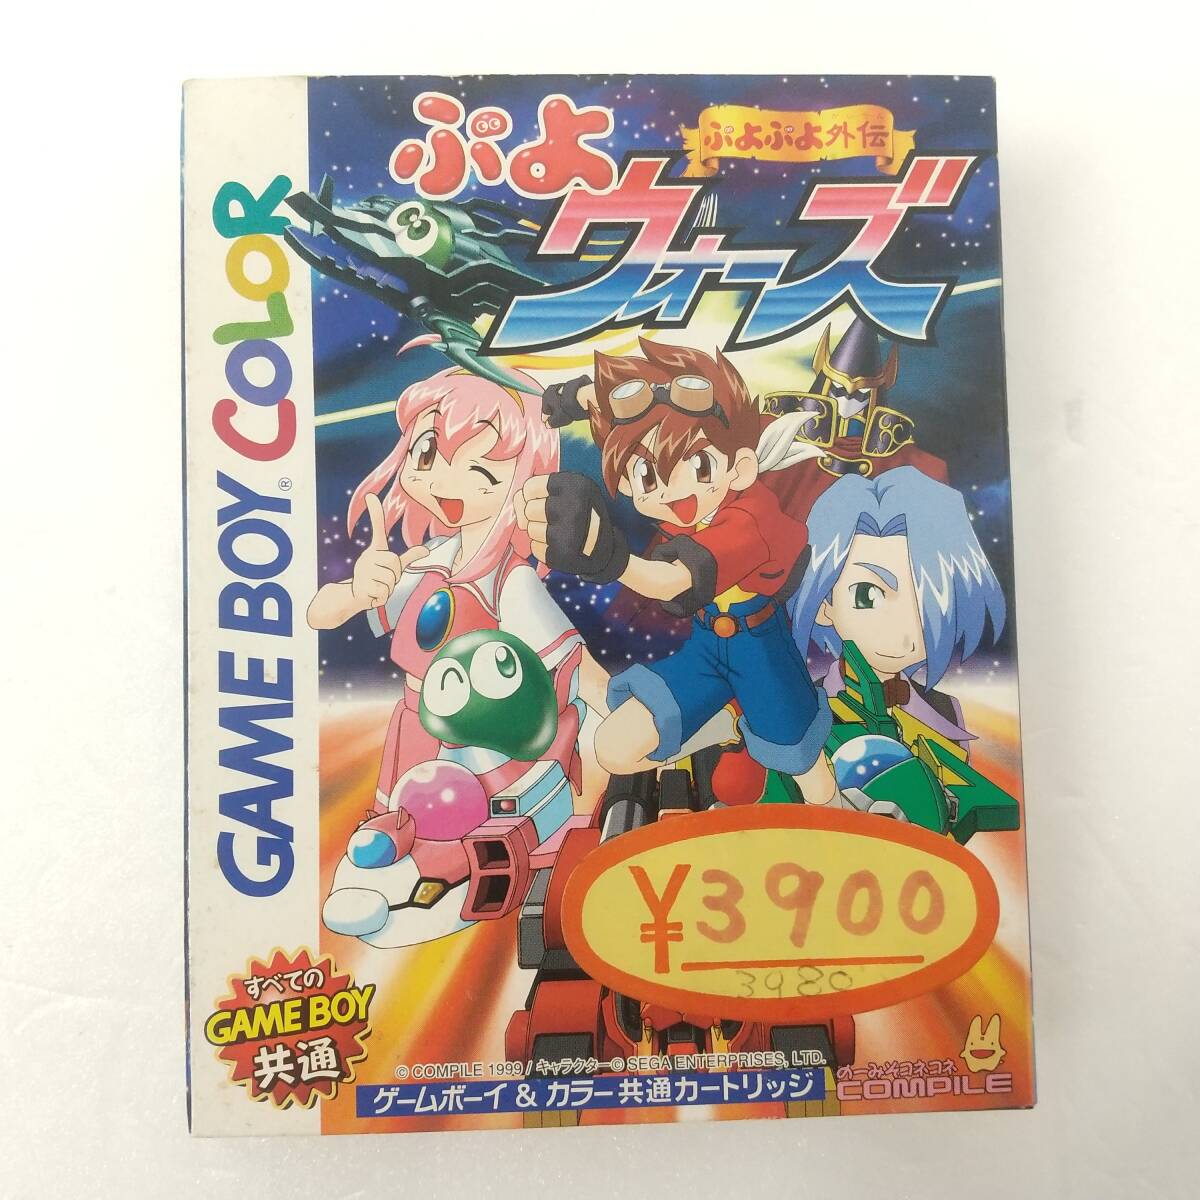 GAME BOY COLOR
®
ぷよぷよ外伝
ぷよ
ウォーズ
¥3900
3980
すべての
GAME BOY
共通
© COMPILE 1999 / キャラクター© SEGA ENTERPRISES, LTD.
ゲームボーイ & カラー共通カートリッジ
のーみそコネコネ
COMPILE